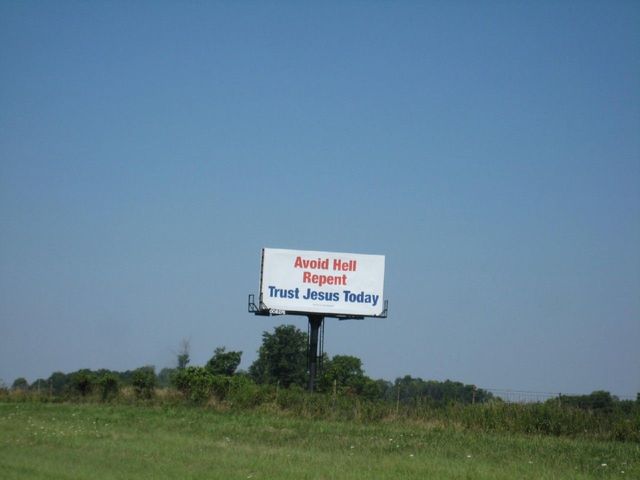 Avoid Hell
Repent
Trust Jesus Today